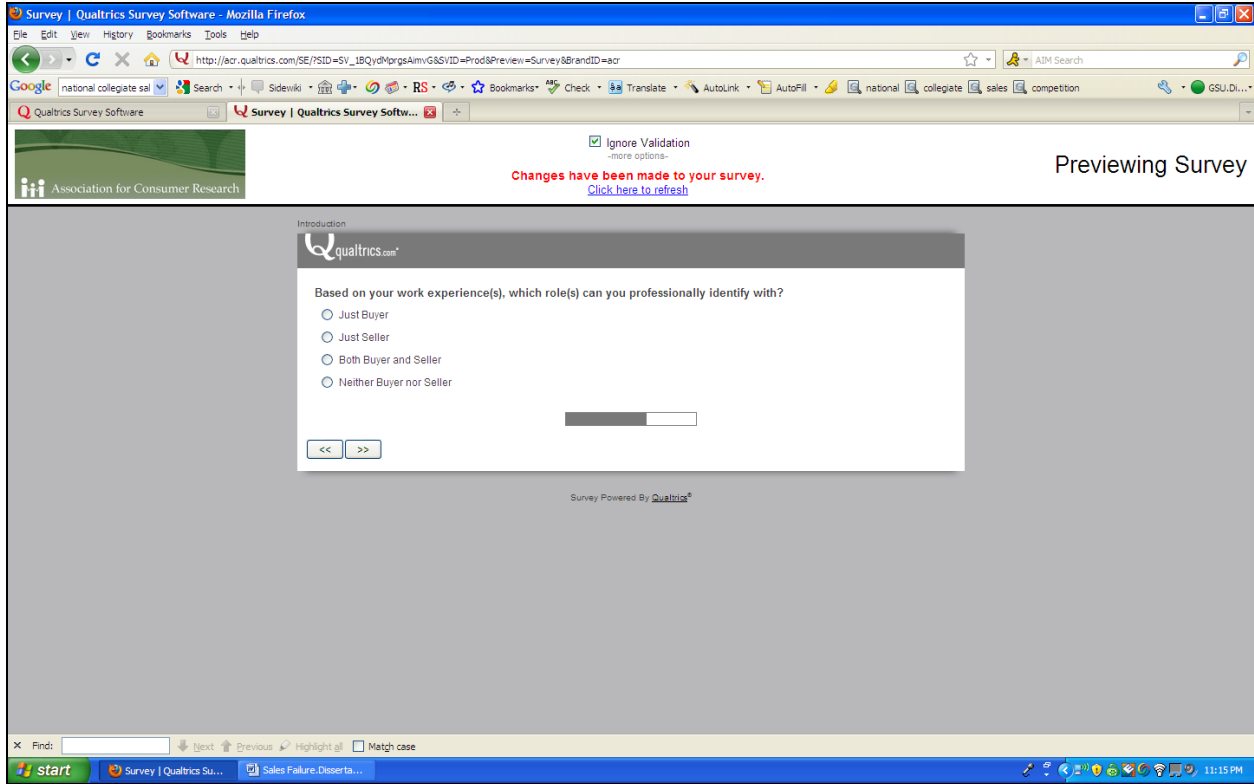 Survey | Qualtrics Survey Software - Mozilla Firefox
File Edit View History Bookmarks Tools Help
http://acr.qualtrics.com/SE/?SID=SV_1BQydMprgsAimvG&SVID=Prod&Preview=Survey&BrandID=acr AIM Search
Google national collegiate sal Search Sidewiki RS Bookmarks Check Translate AutoLink AutoFill national collegiate sales competition GSU.Di...
Qualtrics Survey Software Survey | Qualtrics Survey Softw...
Association for Consumer Research
Ignore Validation
-more options-
Changes have been made to your survey.
Click here to refresh
Previewing Survey
Introduction
qualtrics.com
Based on your work experience(s), which role(s) can you professionally identify with?
Just Buyer
Just Seller
Both Buyer and Seller
Neither Buyer nor Seller
<< >>
Survey Powered By Qualtrics®
× Find: Next Previous Highlight all Match case
start Survey | Qualtrics Su... Sales Failure.Disserta... 11:15 PM